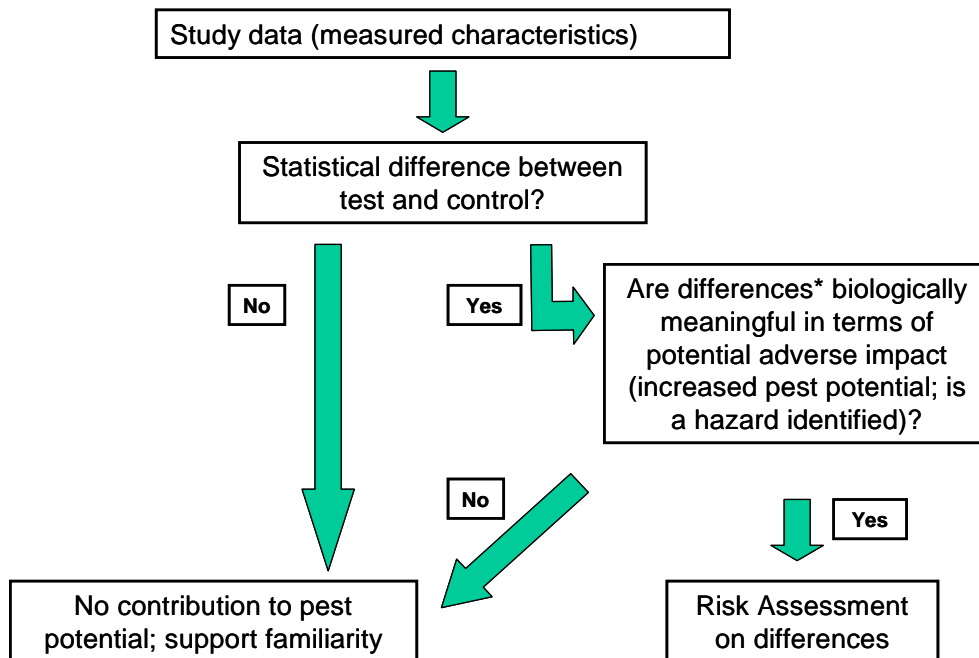 Study data (measured characteristics)
Statistical difference between
test and control?
No
Yes
Are differences* biologically
meaningful in terms of
potential adverse impact
(increased pest potential; is
a hazard identified)?
No
Yes
No contribution to pest
potential; support familiarity
Risk Assessment
on differences